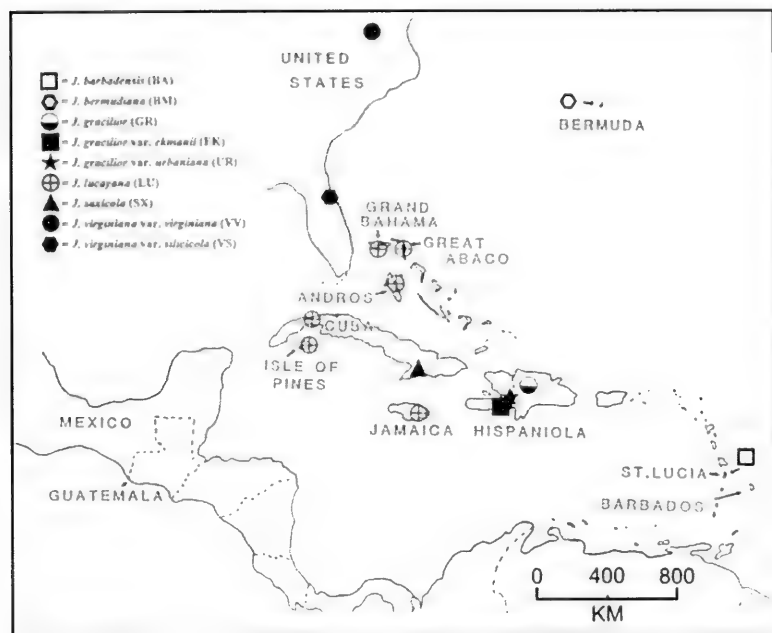 UNITED
STATES
□ = J. barbadensis (BA)
= J. bermudiana (BM)
= J. gracilior (GR)
■ = J. gracilior var. ekmanii (EK)
★ = J. gracilior var. urbaniana (UR)
⊕ = J. lucayana (LU)
▲ = J. saxicola (SX)
● = J. virginiana var. virginiana (VV)
= J. virginiana var. silicicola (VS)
BERMUDA
GRAND
BAHAMA
GREAT
ABACO
ANDROS
CUBA
ISLE OF
PINES
MEXICO
JAMAICA
HISPANIOLA
GUATEMALA
ST.LUCIA
BARBADOS
0 400 800
KM